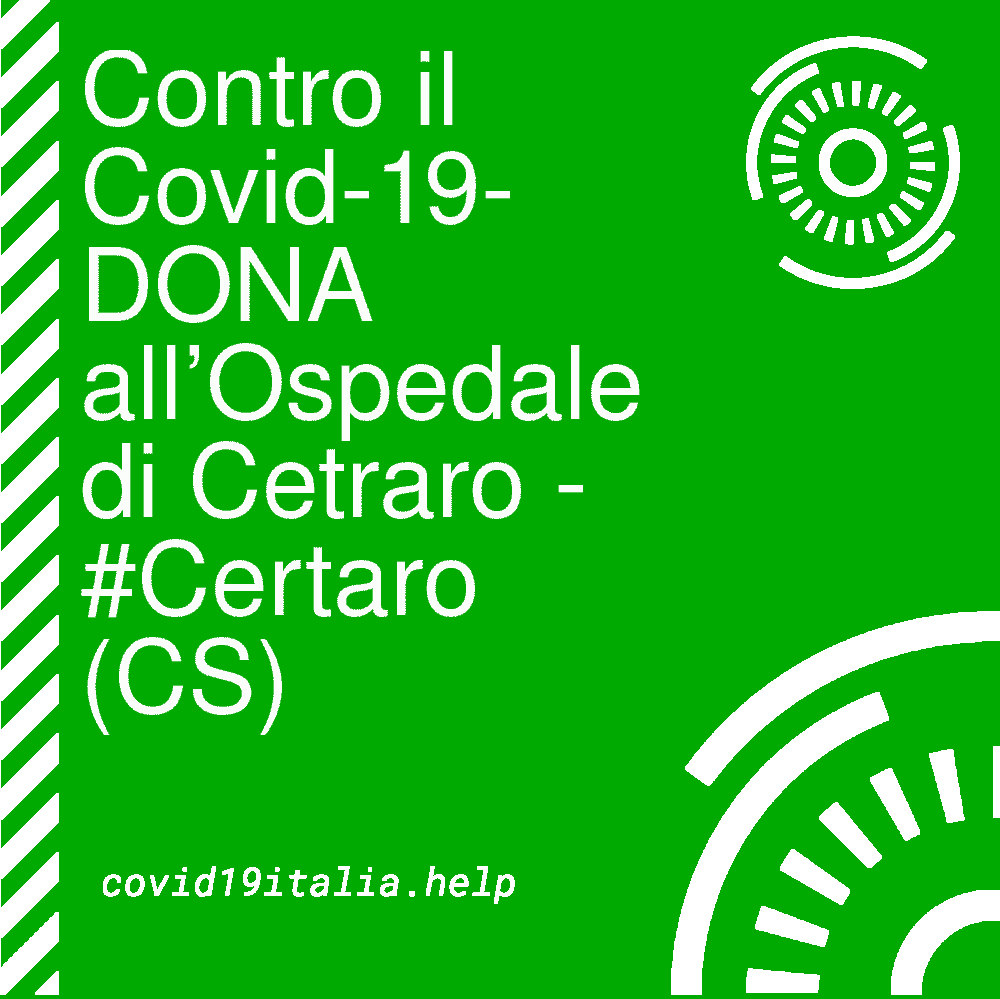 Contro il
Covid-19-
DONA
all’Ospedale
di Cetraro -
#Certaro
(CS)
covid19italia.help